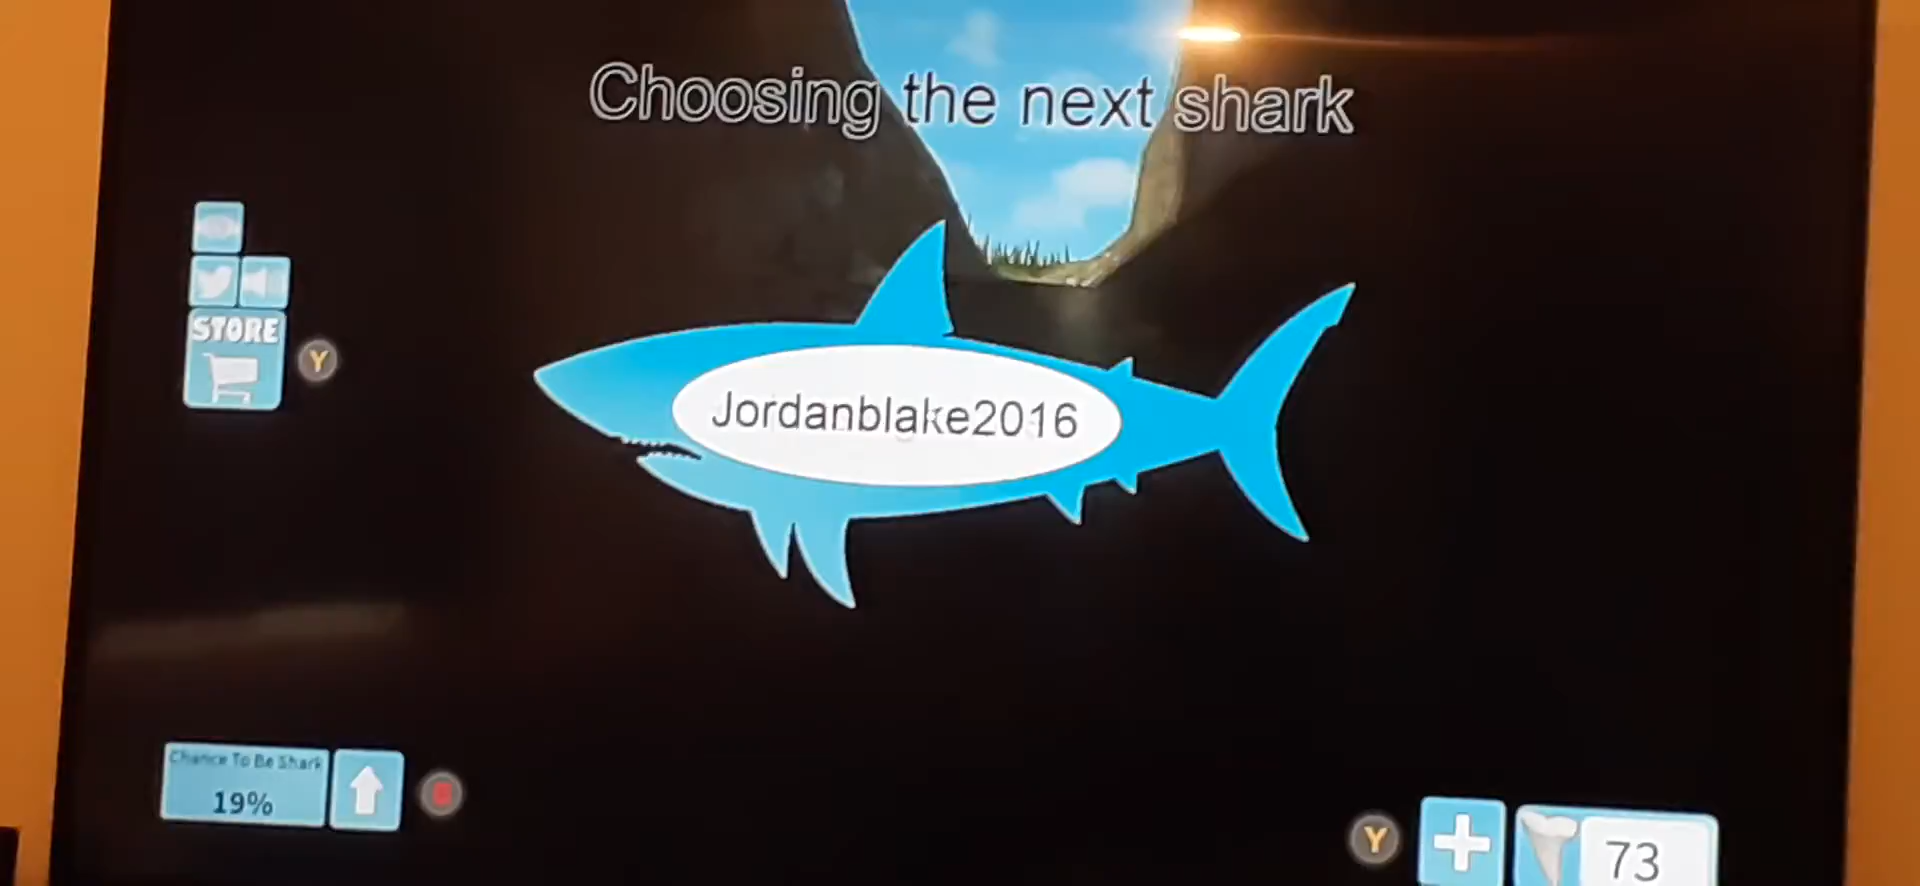 Choosing the next shark
STORE
Y
Jordanblake2016
Chance To Be Shark
19%
B
Y
73